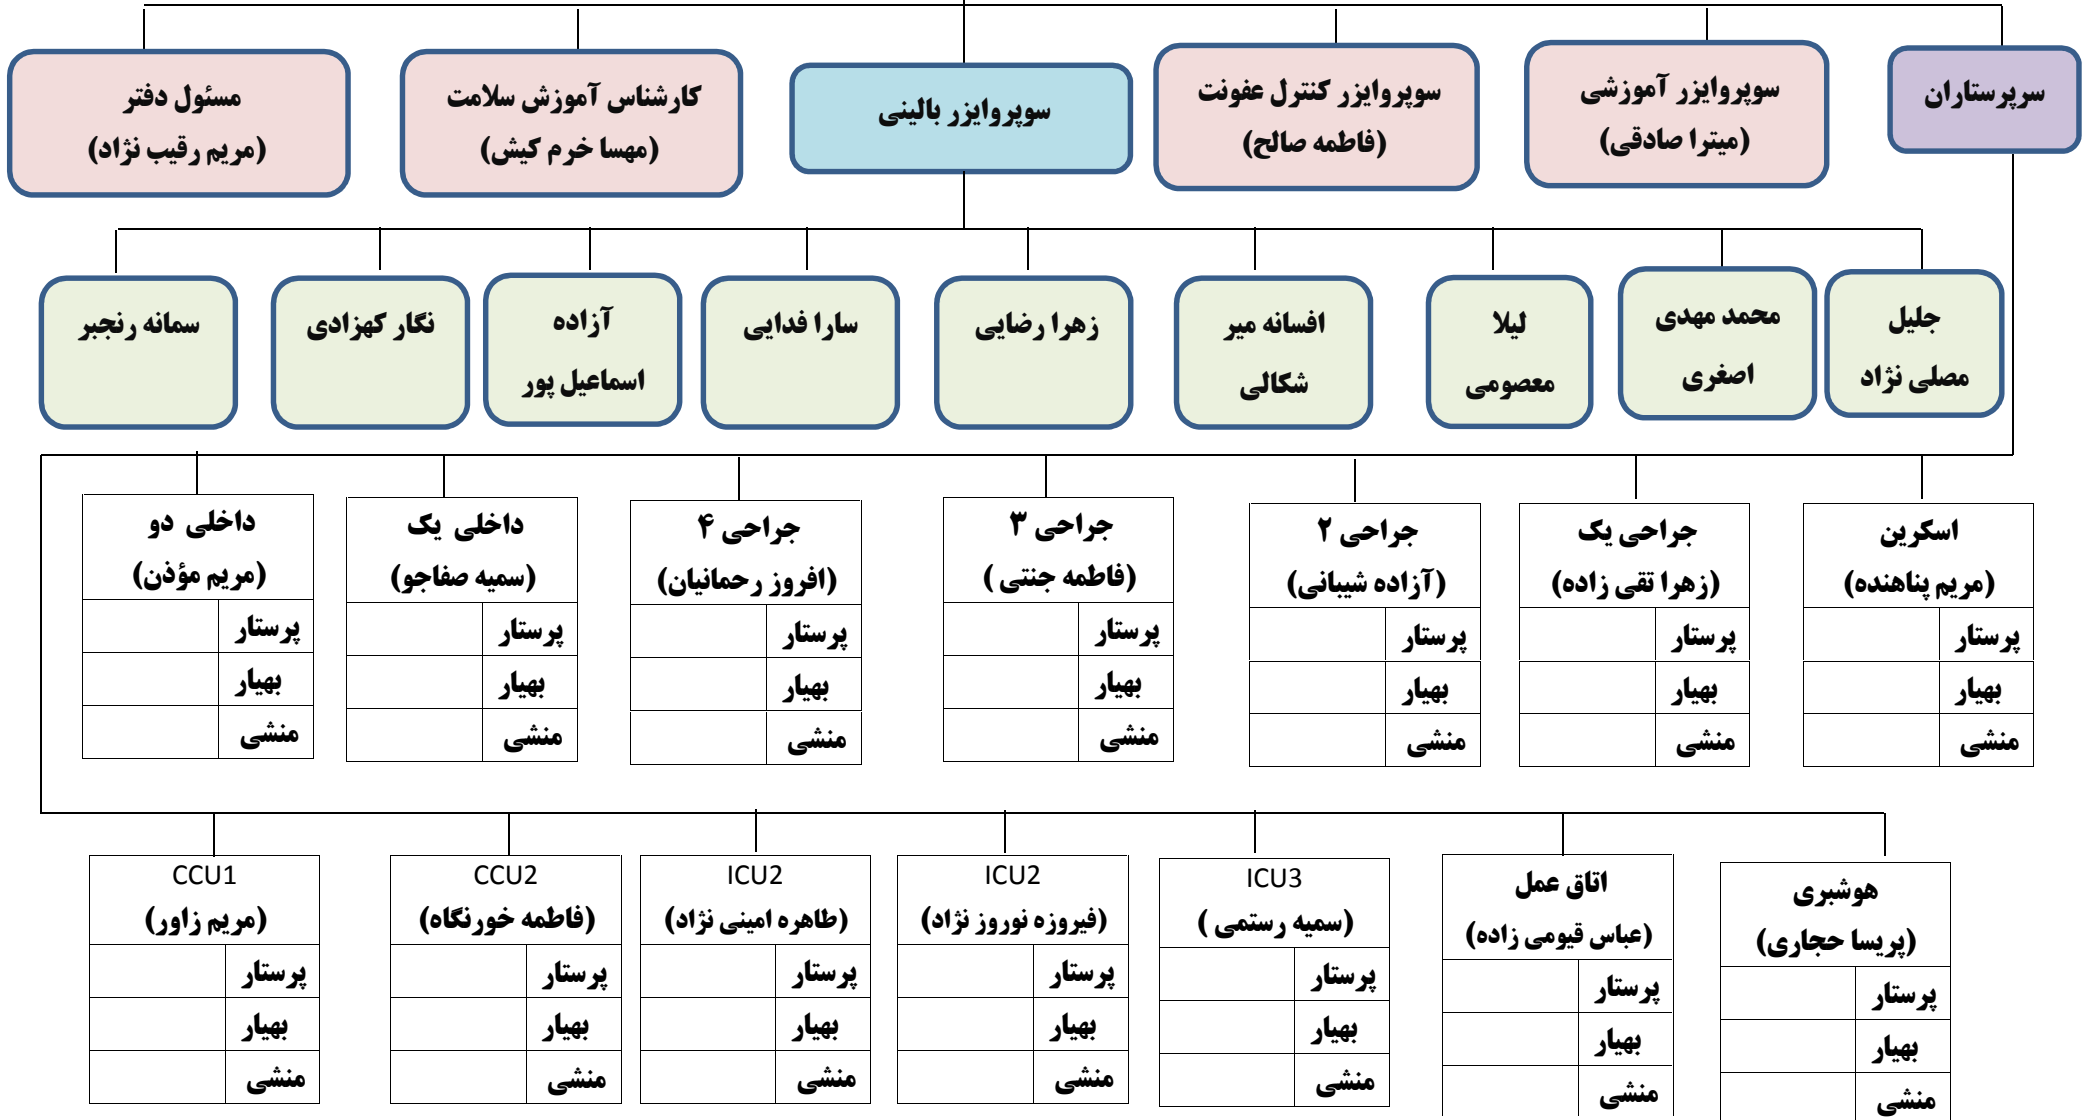 سرپرستاران
سوپروایزر آموزشی
(میترا صادقی)
سوپروایزر کنترل عفونت
(فاطمه صالح)
سوپروایزر بالینی
کارشناس آموزش سلامت
(مهسا خرم کیش)
مسئول دفتر
(مریم رقیب نژاد)
جلیل
مصلی نژاد
محمد مهدی
اصغری
لیلا
معصومی
افسانه میر
شکالی
زهرا رضایی
سارا فدایی
آزاده
اسماعیل پور
نگار کهزادی
سمانه رنجبر
اسکرین
(مریم پناهنده)
پرستار
بهیار
منشی
جراحی یک
(زهرا تقی زاده)
پرستار
بهیار
منشی
جراحی ۲
(آزاده شیبانی)
پرستار
بهیار
منشی
جراحی ۳
(فاطمه جنتی )
پرستار
بهیار
منشی
جراحی ۴
(افروز رحمانیان)
پرستار
بهیار
منشی
داخلی یک
(سمیه صفاجو)
پرستار
بهیار
منشی
داخلی دو
(مریم مؤذن)
پرستار
بهیار
منشی
هوشبری
(پریسا حجاری)
پرستار
بهیار
منشی
اتاق عمل
(عباس قیومی زاده)
پرستار
بهیار
منشی
ICU3
(سمیه رستمی )
پرستار
بهیار
منشی
ICU2
(فیروزه نوروز نژاد)
پرستار
بهیار
منشی
ICU2
(طاهره امینی نژاد)
پرستار
بهیار
منشی
CCU2
(فاطمه خورنگاه)
پرستار
بهیار
منشی
CCU1
(مریم زاور)
پرستار
بهیار
منشی